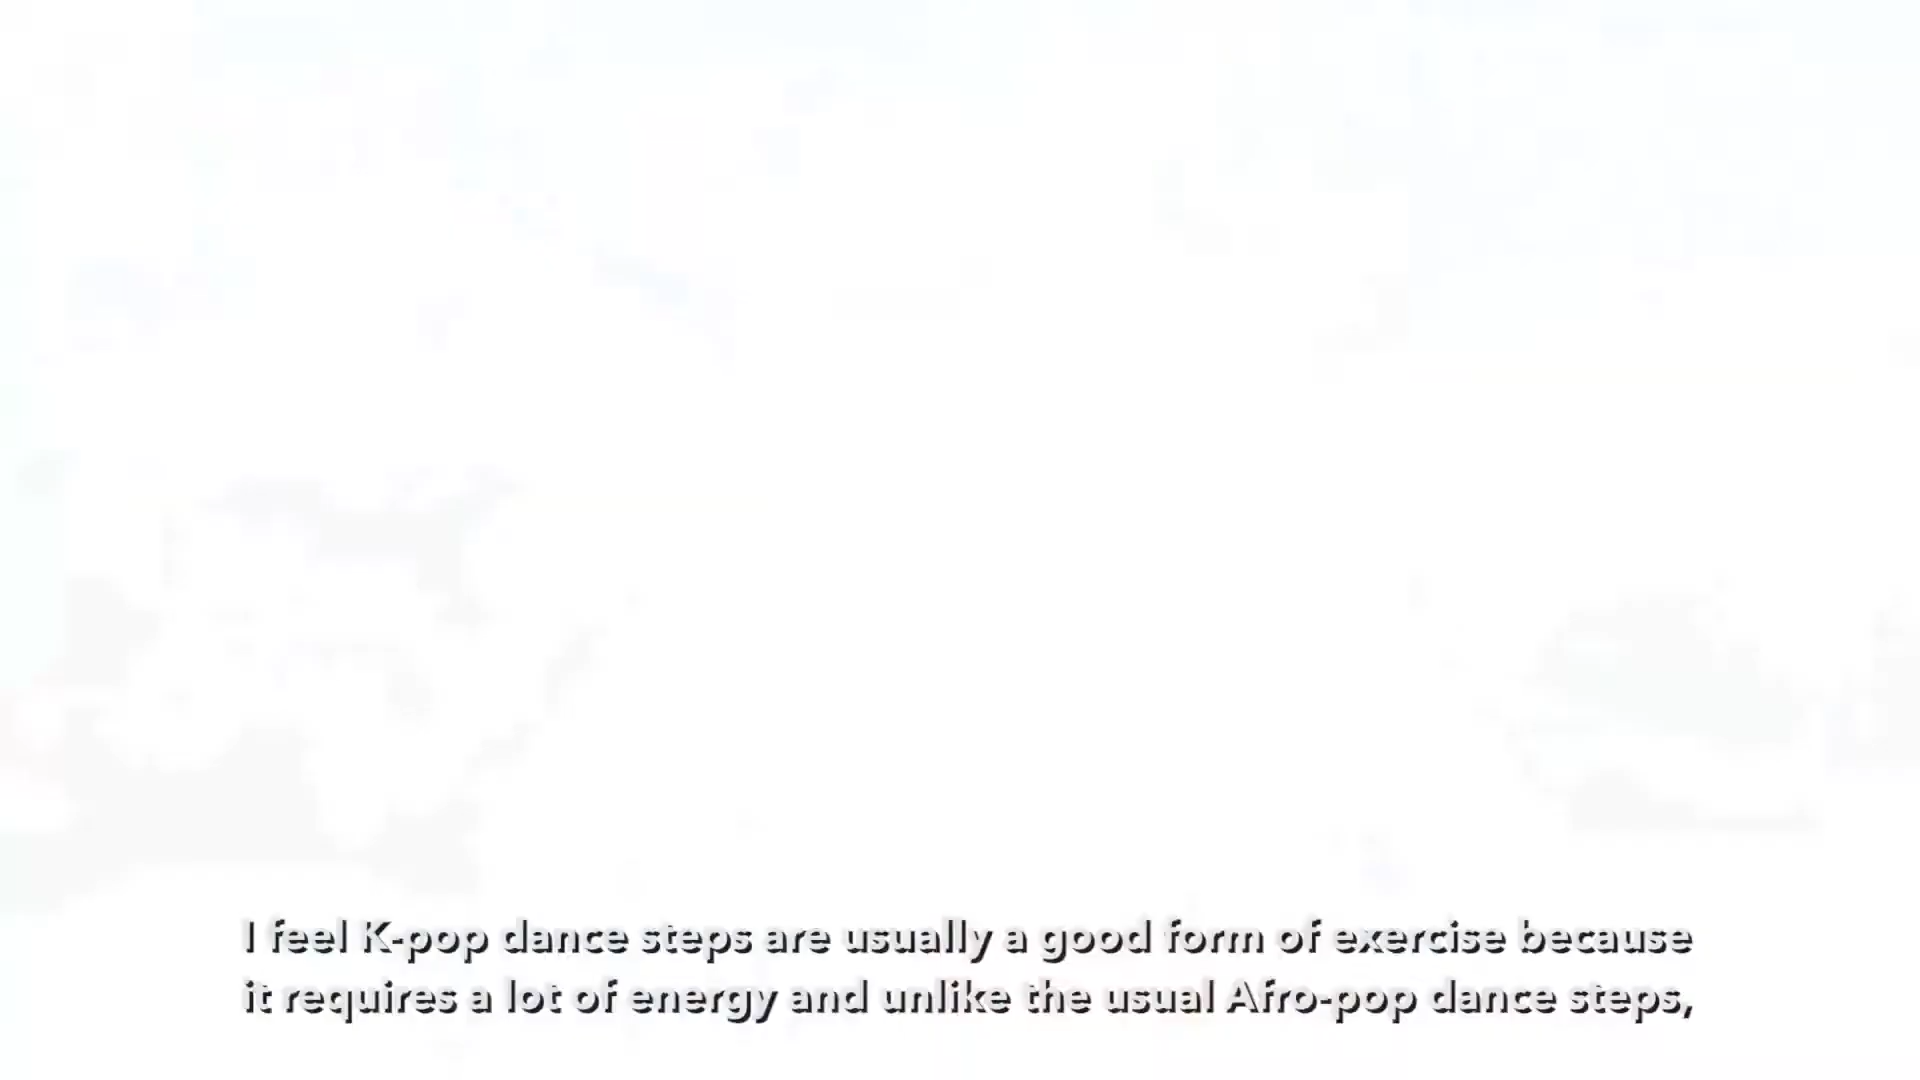 I feel K-pop dance steps are usually a good form of exercise because
it requires a lot of energy and unlike the usual Afro-pop dance steps,